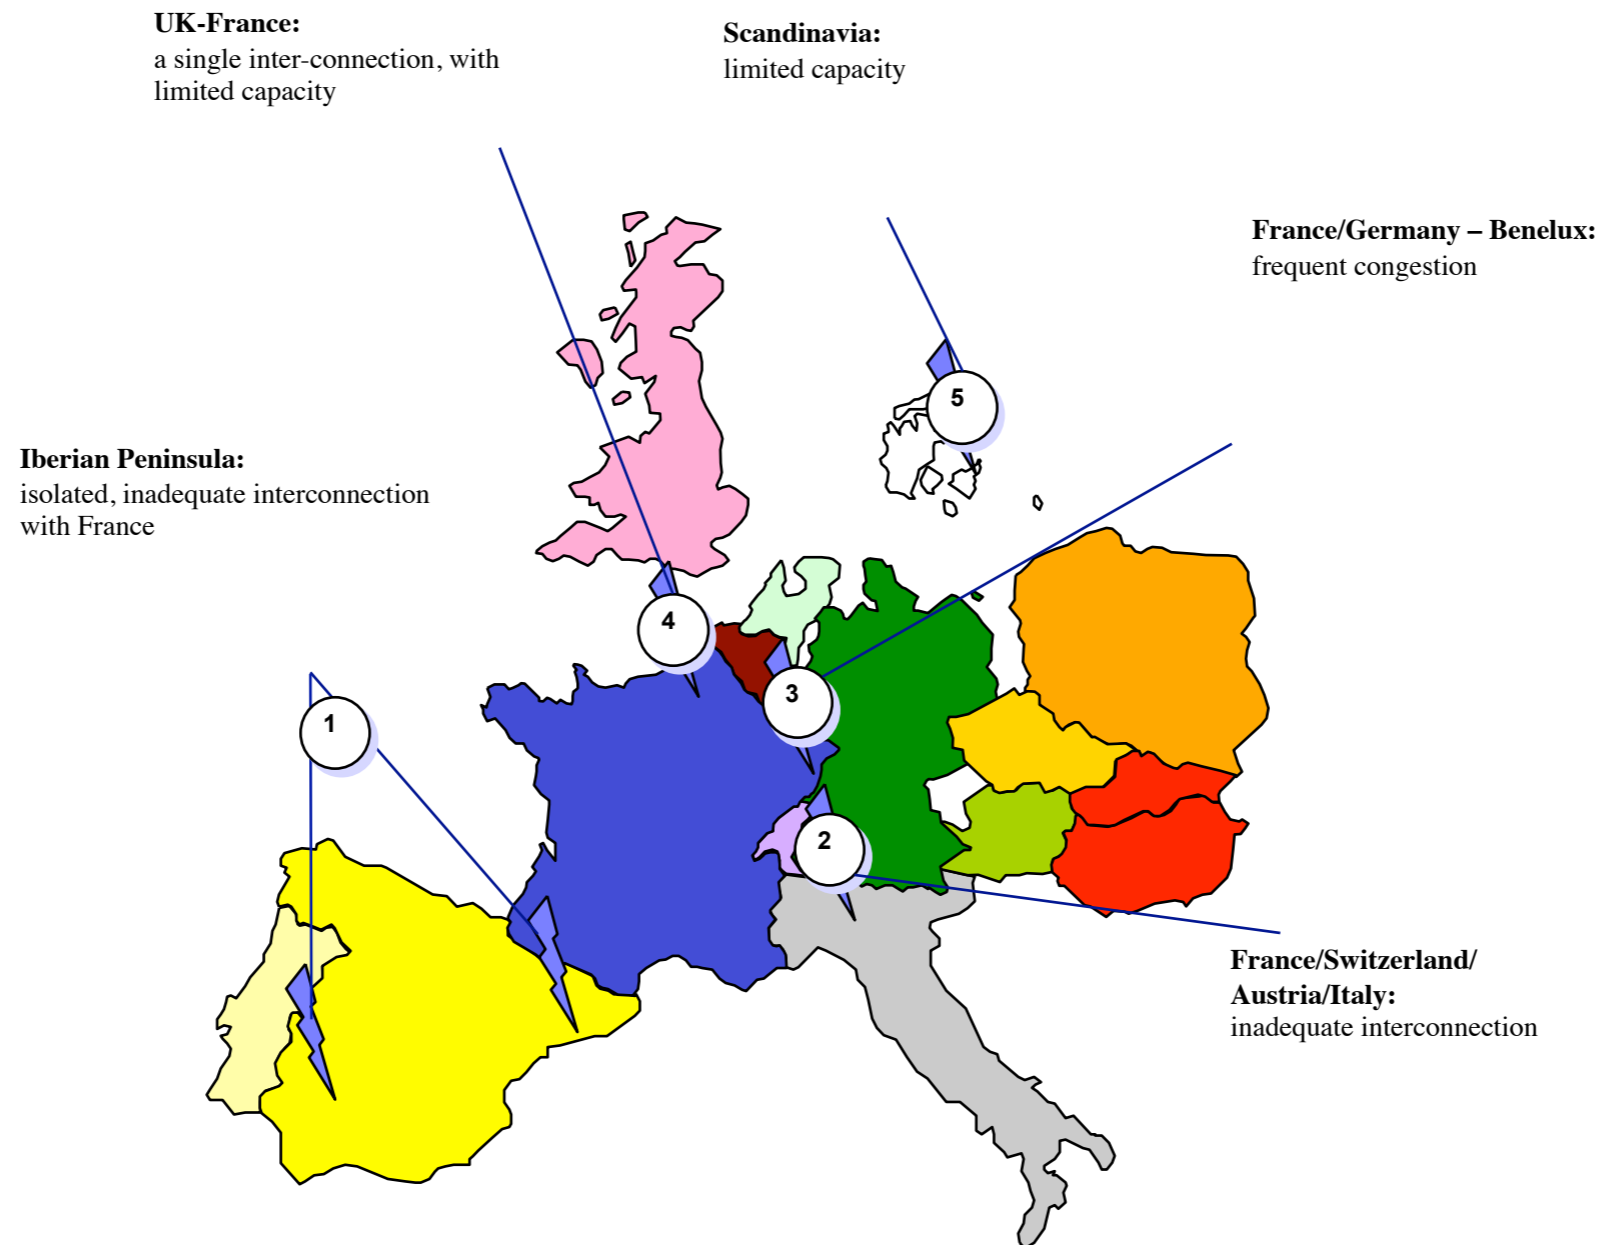 UK-France:
a single inter-connection, with
limited capacity
Scandinavia:
limited capacity
France/Germany – Benelux:
frequent congestion
5
Iberian Peninsula:
isolated, inadequate interconnection
with France
4
3
1
2
France/Switzerland/
Austria/Italy:
inadequate interconnection